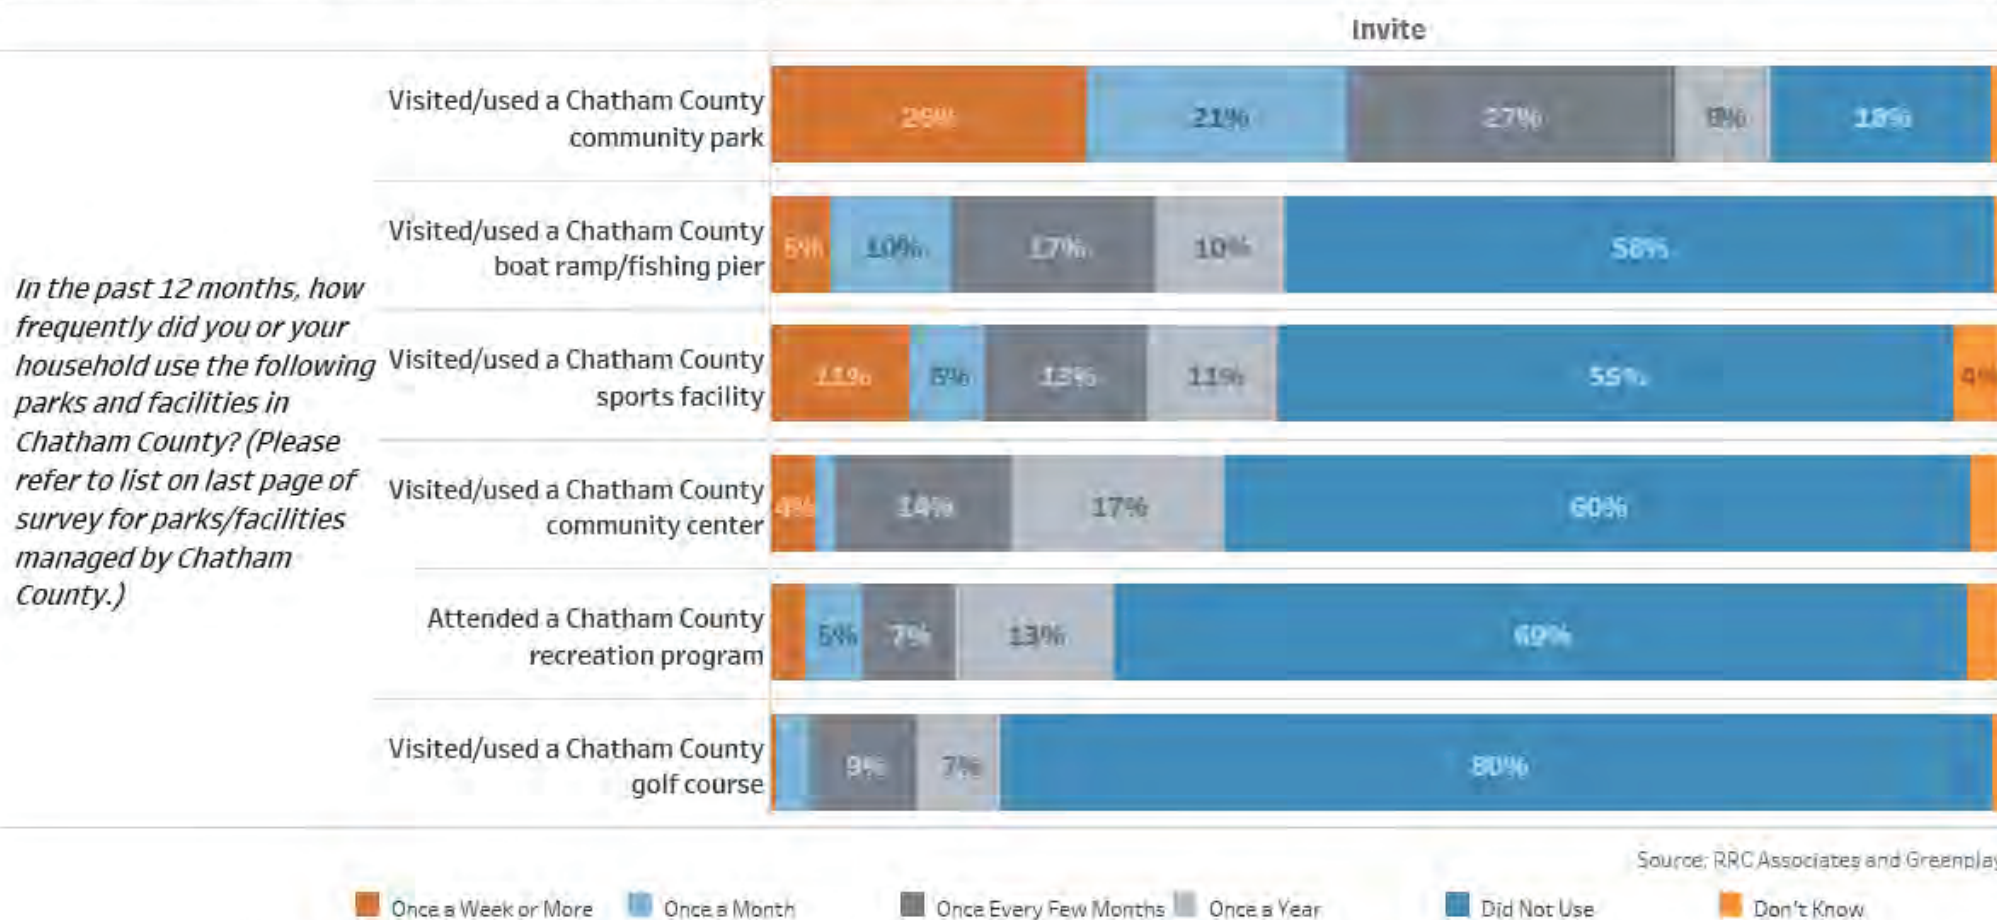 Invite
In the past 12 months, how
frequently did you or your
household use the following
parks and facilities in
Chatham County? (Please
refer to list on last page of
survey for parks/facilities
managed by Chatham
County.)
Visited/used a Chatham County
community park
26% 21% 27% 8% 18%
Visited/used a Chatham County
boat ramp/fishing pier
5% 10% 17% 10% 58%
Visited/used a Chatham County
sports facility
11% 6% 13% 11% 55% 4%
Visited/used a Chatham County
community center
4% 14% 17% 60%
Attended a Chatham County
recreation program
5% 7% 13% 69%
Visited/used a Chatham County
golf course
9% 7% 80%
Source: RRC Associates and Greenplay
Once a Week or More Once a Month Once Every Few Months Once a Year Did Not Use Don't Know